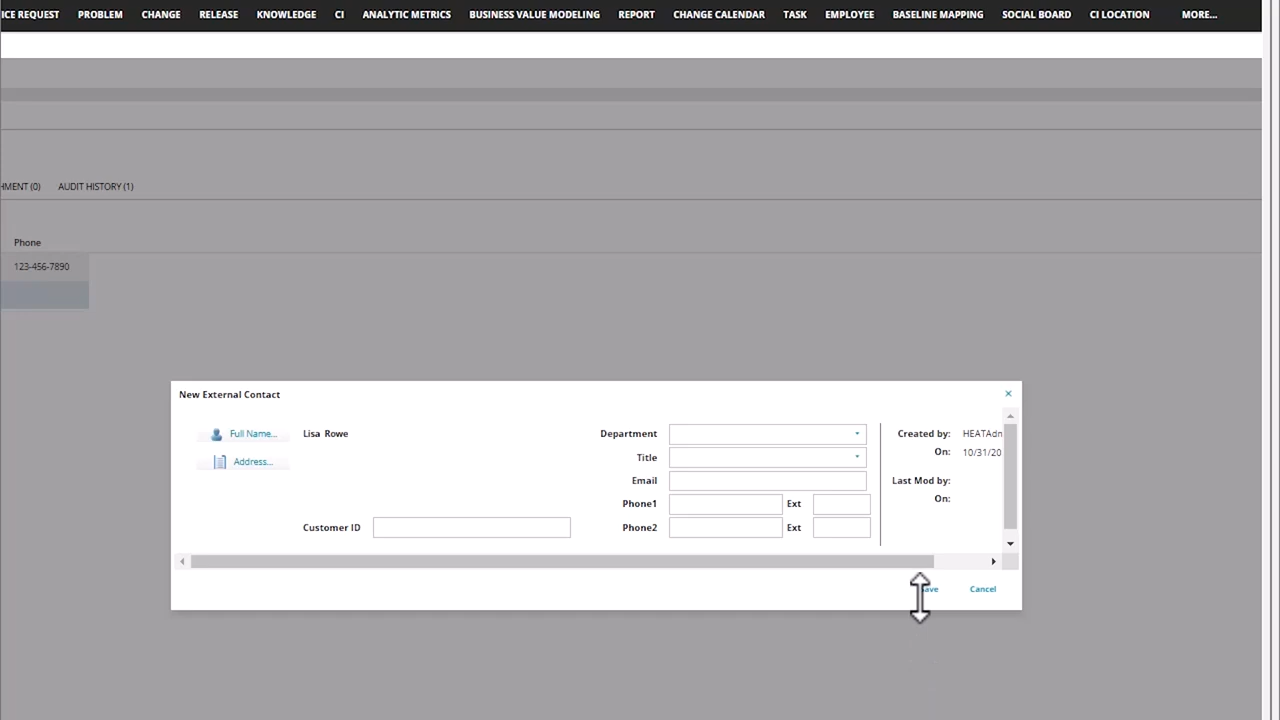 ICE REQUEST PROBLEM CHANGE RELEASE KNOWLEDGE CI ANALYTIC METRICS BUSINESS VALUE MODELING REPORT CHANGE CALENDAR TASK EMPLOYEE BASELINE MAPPING SOCIAL BOARD CI LOCATION MORE...
HMENT (0) AUDIT HISTORY (1)
Phone
123-456-7890
New External Contact ×
Full Name... Lisa Rowe Department Created by: HEATAdn
Address... Title On: 10/31/20
Email Last Mod by:
Phone1 Ext On:
Customer ID Phone2 Ext
ave Cancel